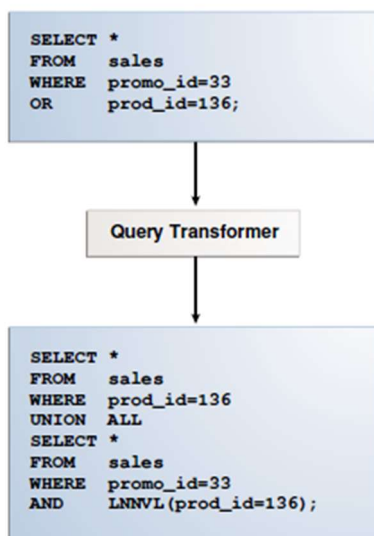 SELECT *
FROM sales
WHERE promo_id=33
OR prod_id=136;
Query Transformer
SELECT *
FROM sales
WHERE prod_id=136
UNION ALL
SELECT *
FROM sales
WHERE promo_id=33
AND LNNVL(prod_id=136);